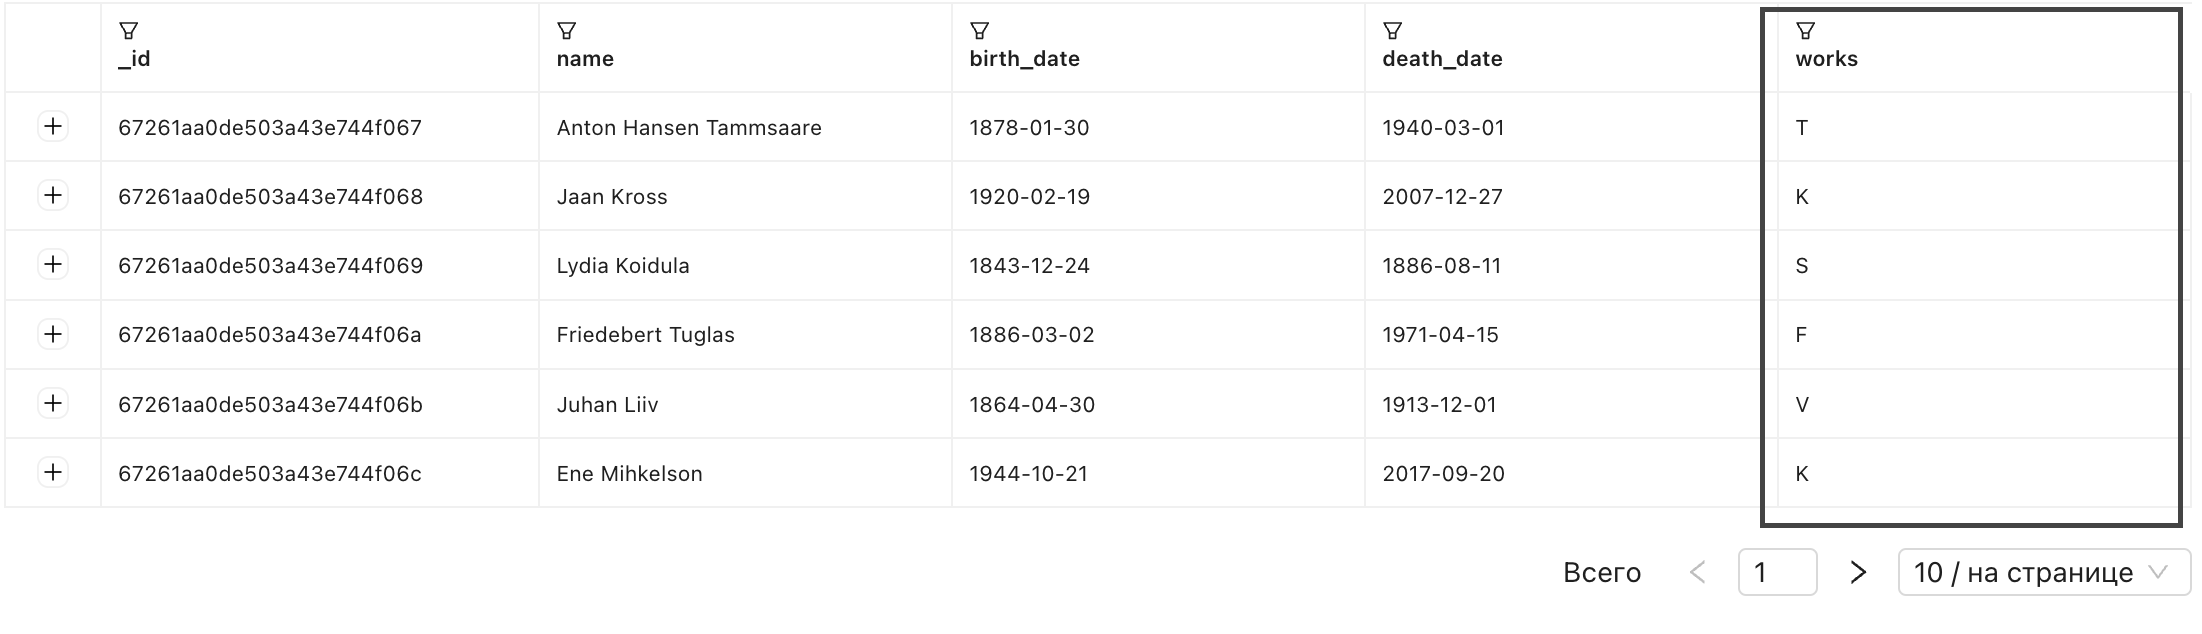 _id name birth_date death_date works
67261aa0de503a43e744f067 Anton Hansen Tammsaare 1878-01-30 1940-03-01 T
67261aa0de503a43e744f068 Jaan Kross 1920-02-19 2007-12-27 K
67261aa0de503a43e744f069 Lydia Koidula 1843-12-24 1886-08-11 S
67261aa0de503a43e744f06a Friedebert Tuglas 1886-03-02 1971-04-15 F
67261aa0de503a43e744f06b Juhan Liiv 1864-04-30 1913-12-01 V
67261aa0de503a43e744f06c Ene Mihkelson 1944-10-21 2017-09-20 K
Всего 1 10 / на странице